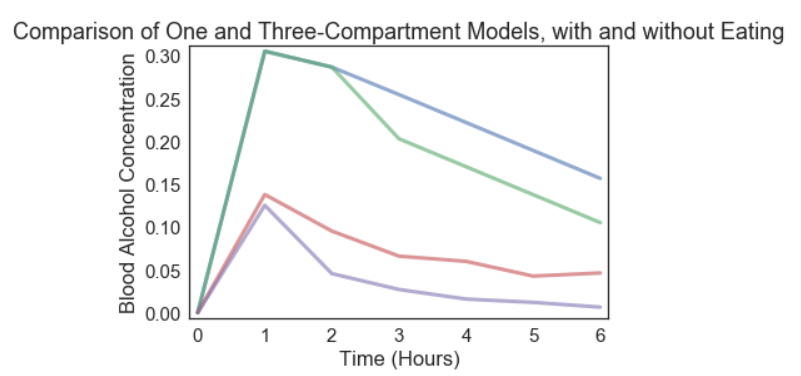 Comparison of One and Three-Compartment Models, with and without Eating
Blood Alcohol Concentration
0.30
0.25
0.20
0.15
0.10
0.05
0.00
0 1 2 3 4 5 6
Time (Hours)